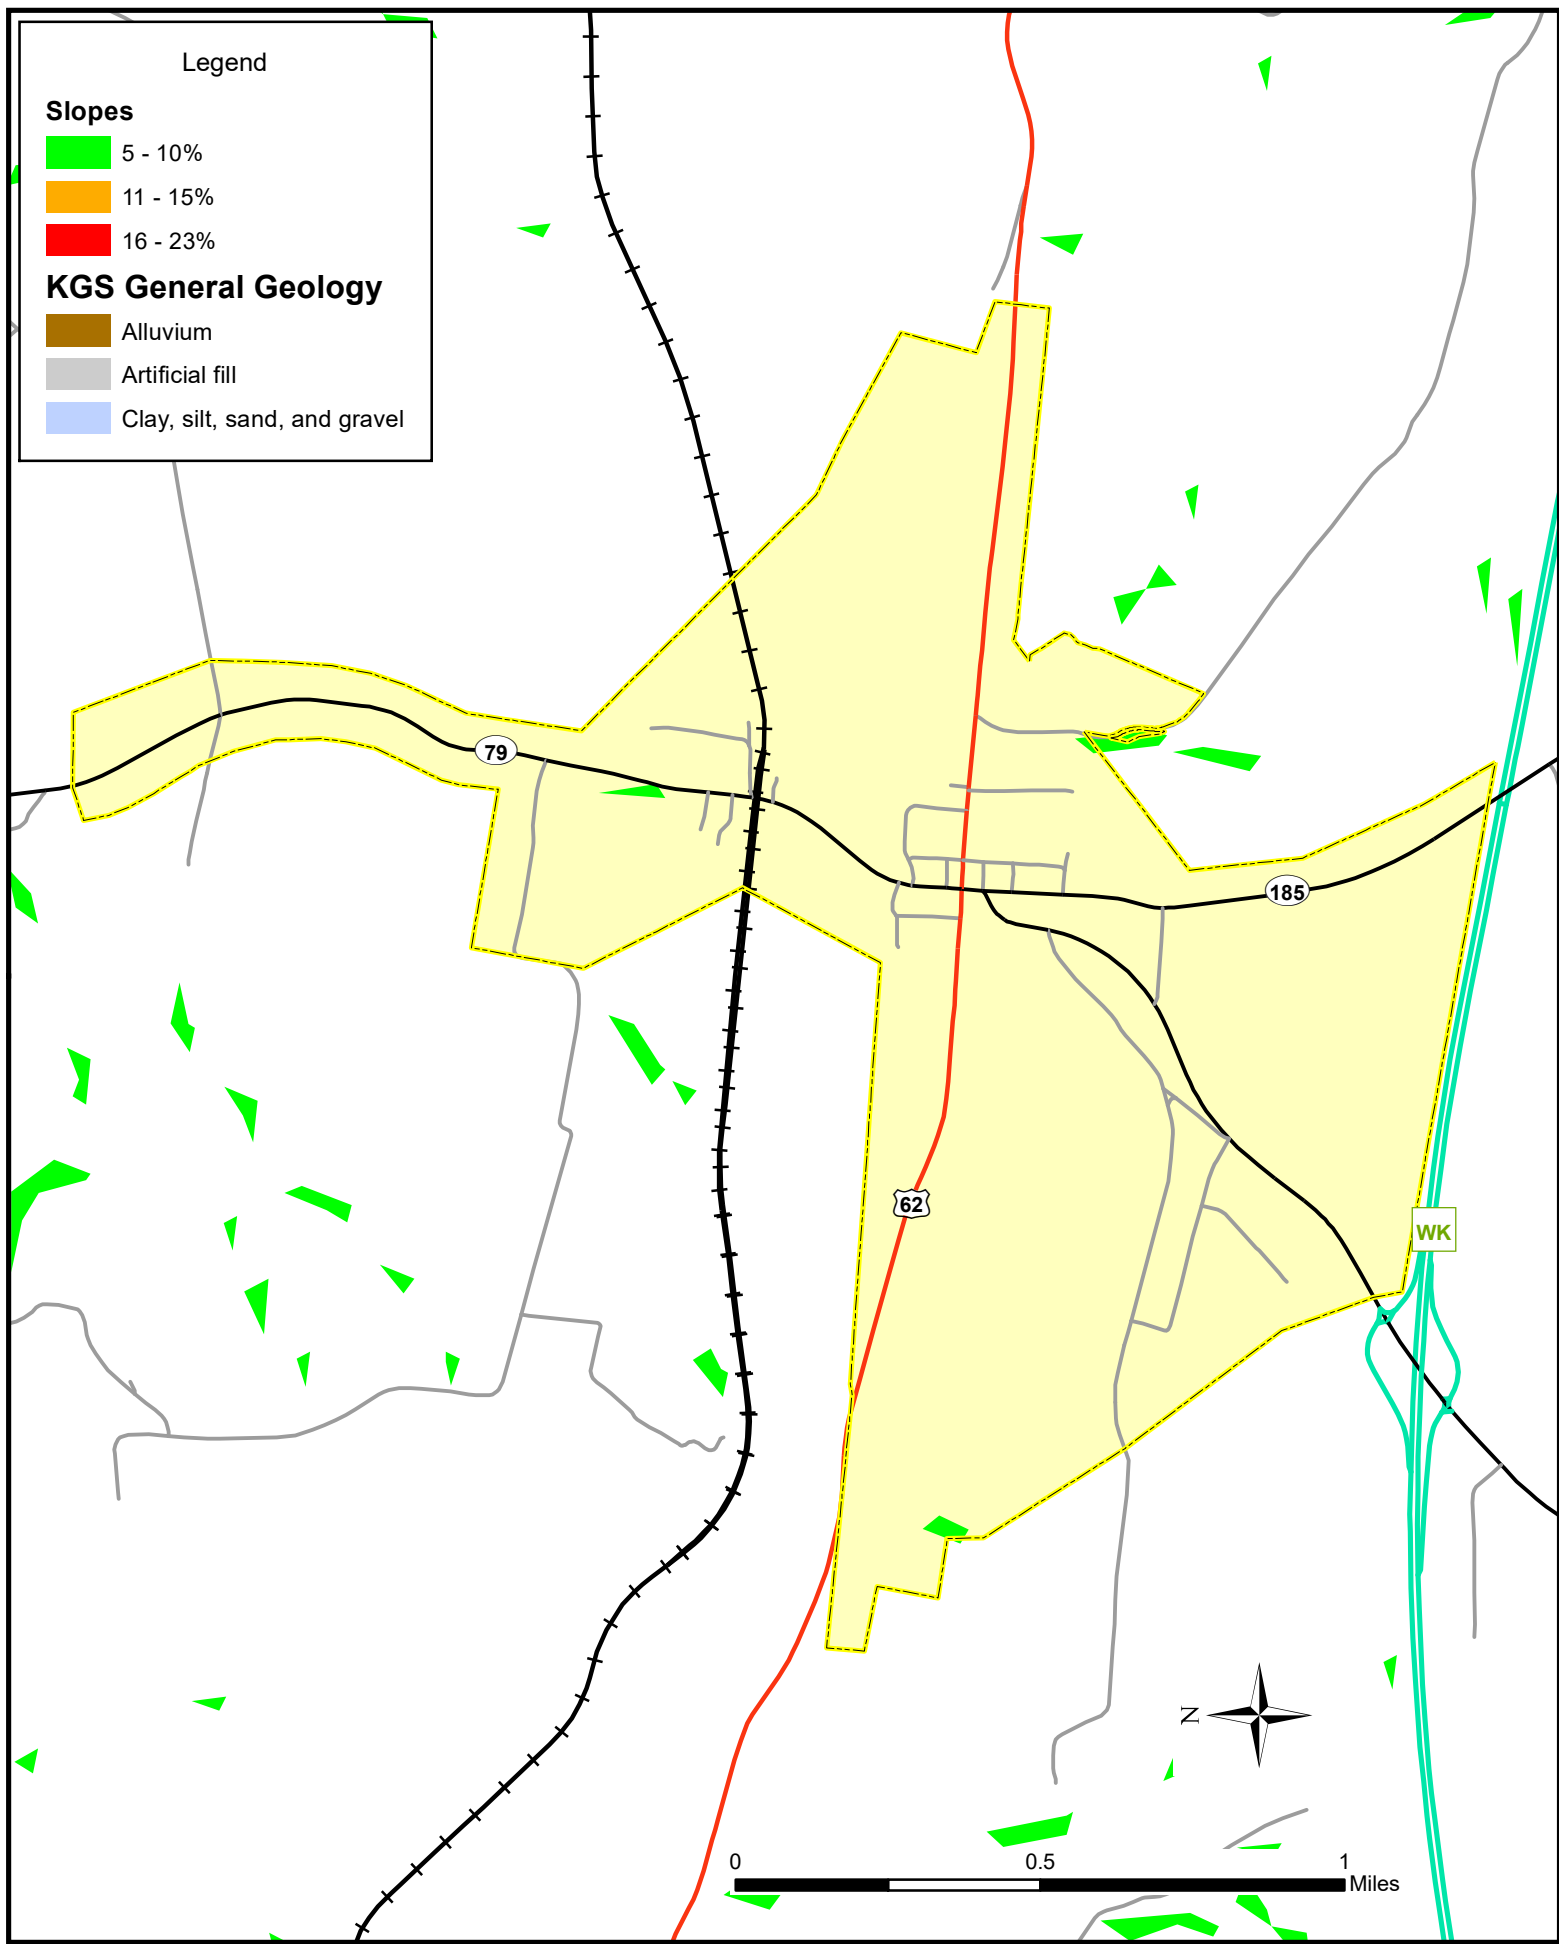 Legend
Slopes
5 - 10%
11 - 15%
16 - 23%
KGS General Geology
Alluvium
Artificial fill
Clay, silt, sand, and gravel
79
185
62
WK
N
0 0.5 1
Miles